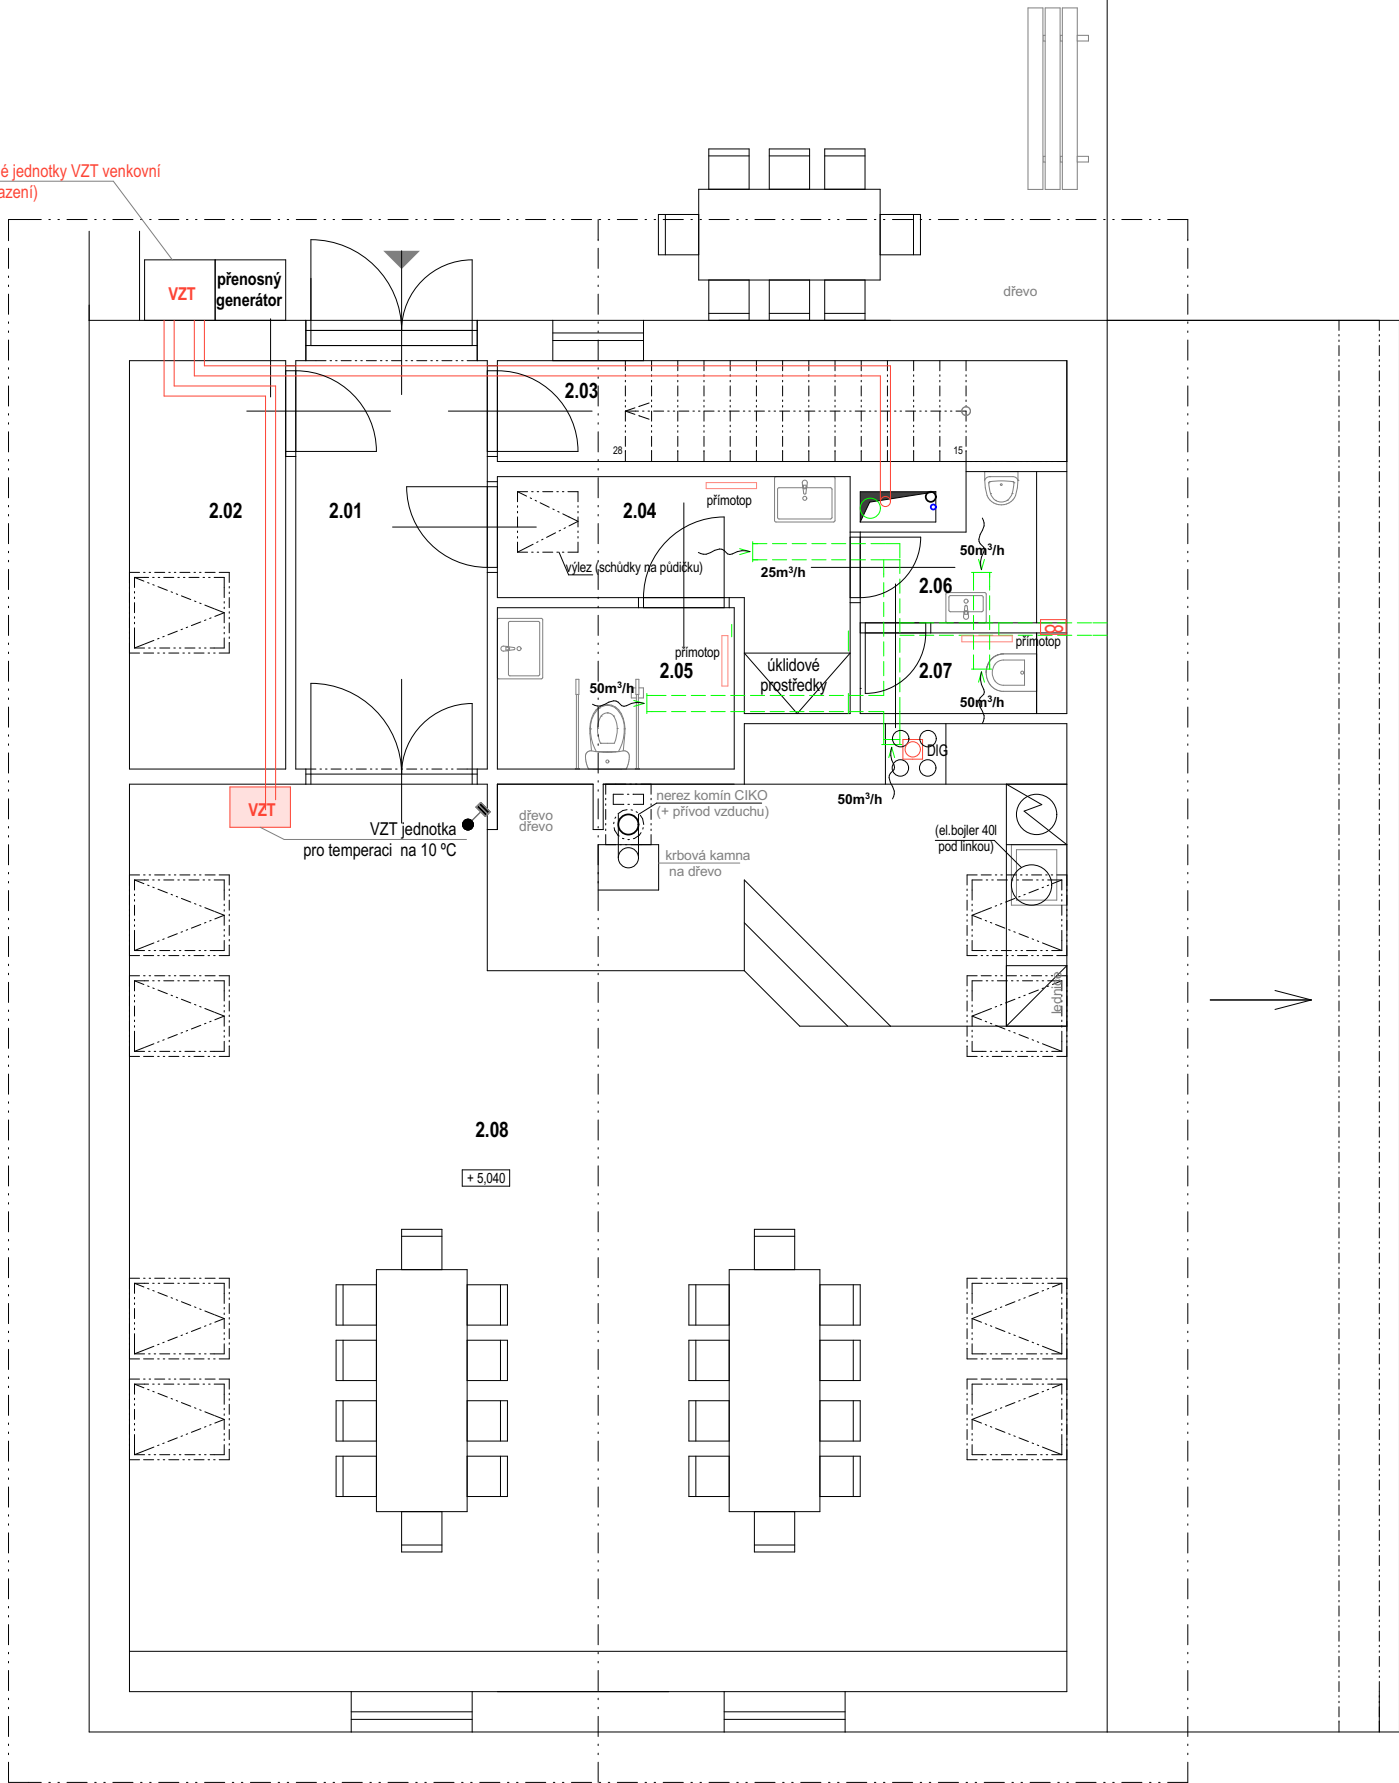 é jednotky VZT venkovní
azení)
VZT
přenosný
generátor
dřevo
2.03
28
15
2.02
2.01
2.04
přímotop
výlez (schůdky na půdičku)
25m³/h
50m³/h
2.06
přímotop
2.05
přímotop
50m³/h
úklidové
prostředky
2.07
50m³/h
DIG
50m³/h
VZT
VZT jednotka
pro temperaci na 10 ºC
dřevo
dřevo
nerez komín CIKO
(+ přívod vzduchu)
krbová kamna
na dřevo
(el.bojler 40l
pod linkou)
lednice
2.08
+ 5,040